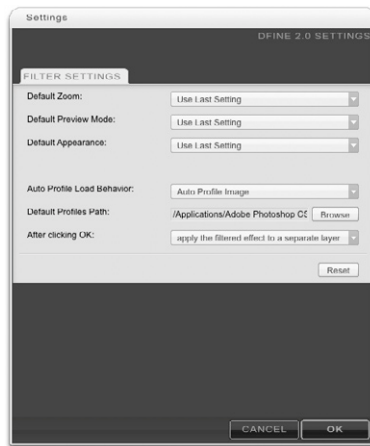 Settings
DFINE 2.0 SETTINGS
FILTER SETTINGS
Default Zoom: Use Last Setting
Default Preview Mode: Use Last Setting
Default Appearance: Use Last Setting
Auto Profile Load Behavior: Auto Profile Image
Default Profiles Path: /Applications/Adobe Photoshop CS Browse
After clicking OK: apply the filtered effect to a separate layer
Reset
CANCEL OK